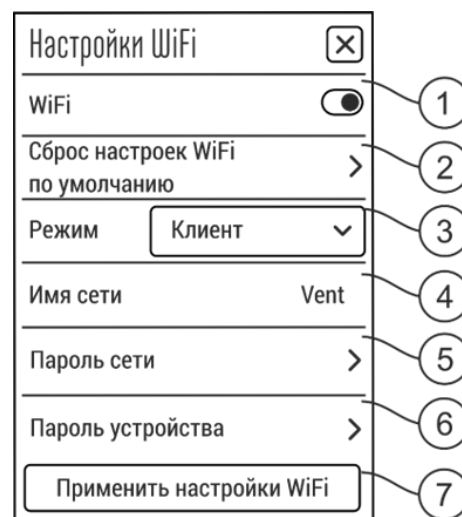 Настройки WiFi
WiFi
1
Сброс настроек WiFi
по умолчанию
2
Режим Клиент
3
Имя сети Vent
4
Пароль сети
5
Пароль устройства
6
Применить настройки WiFi
7